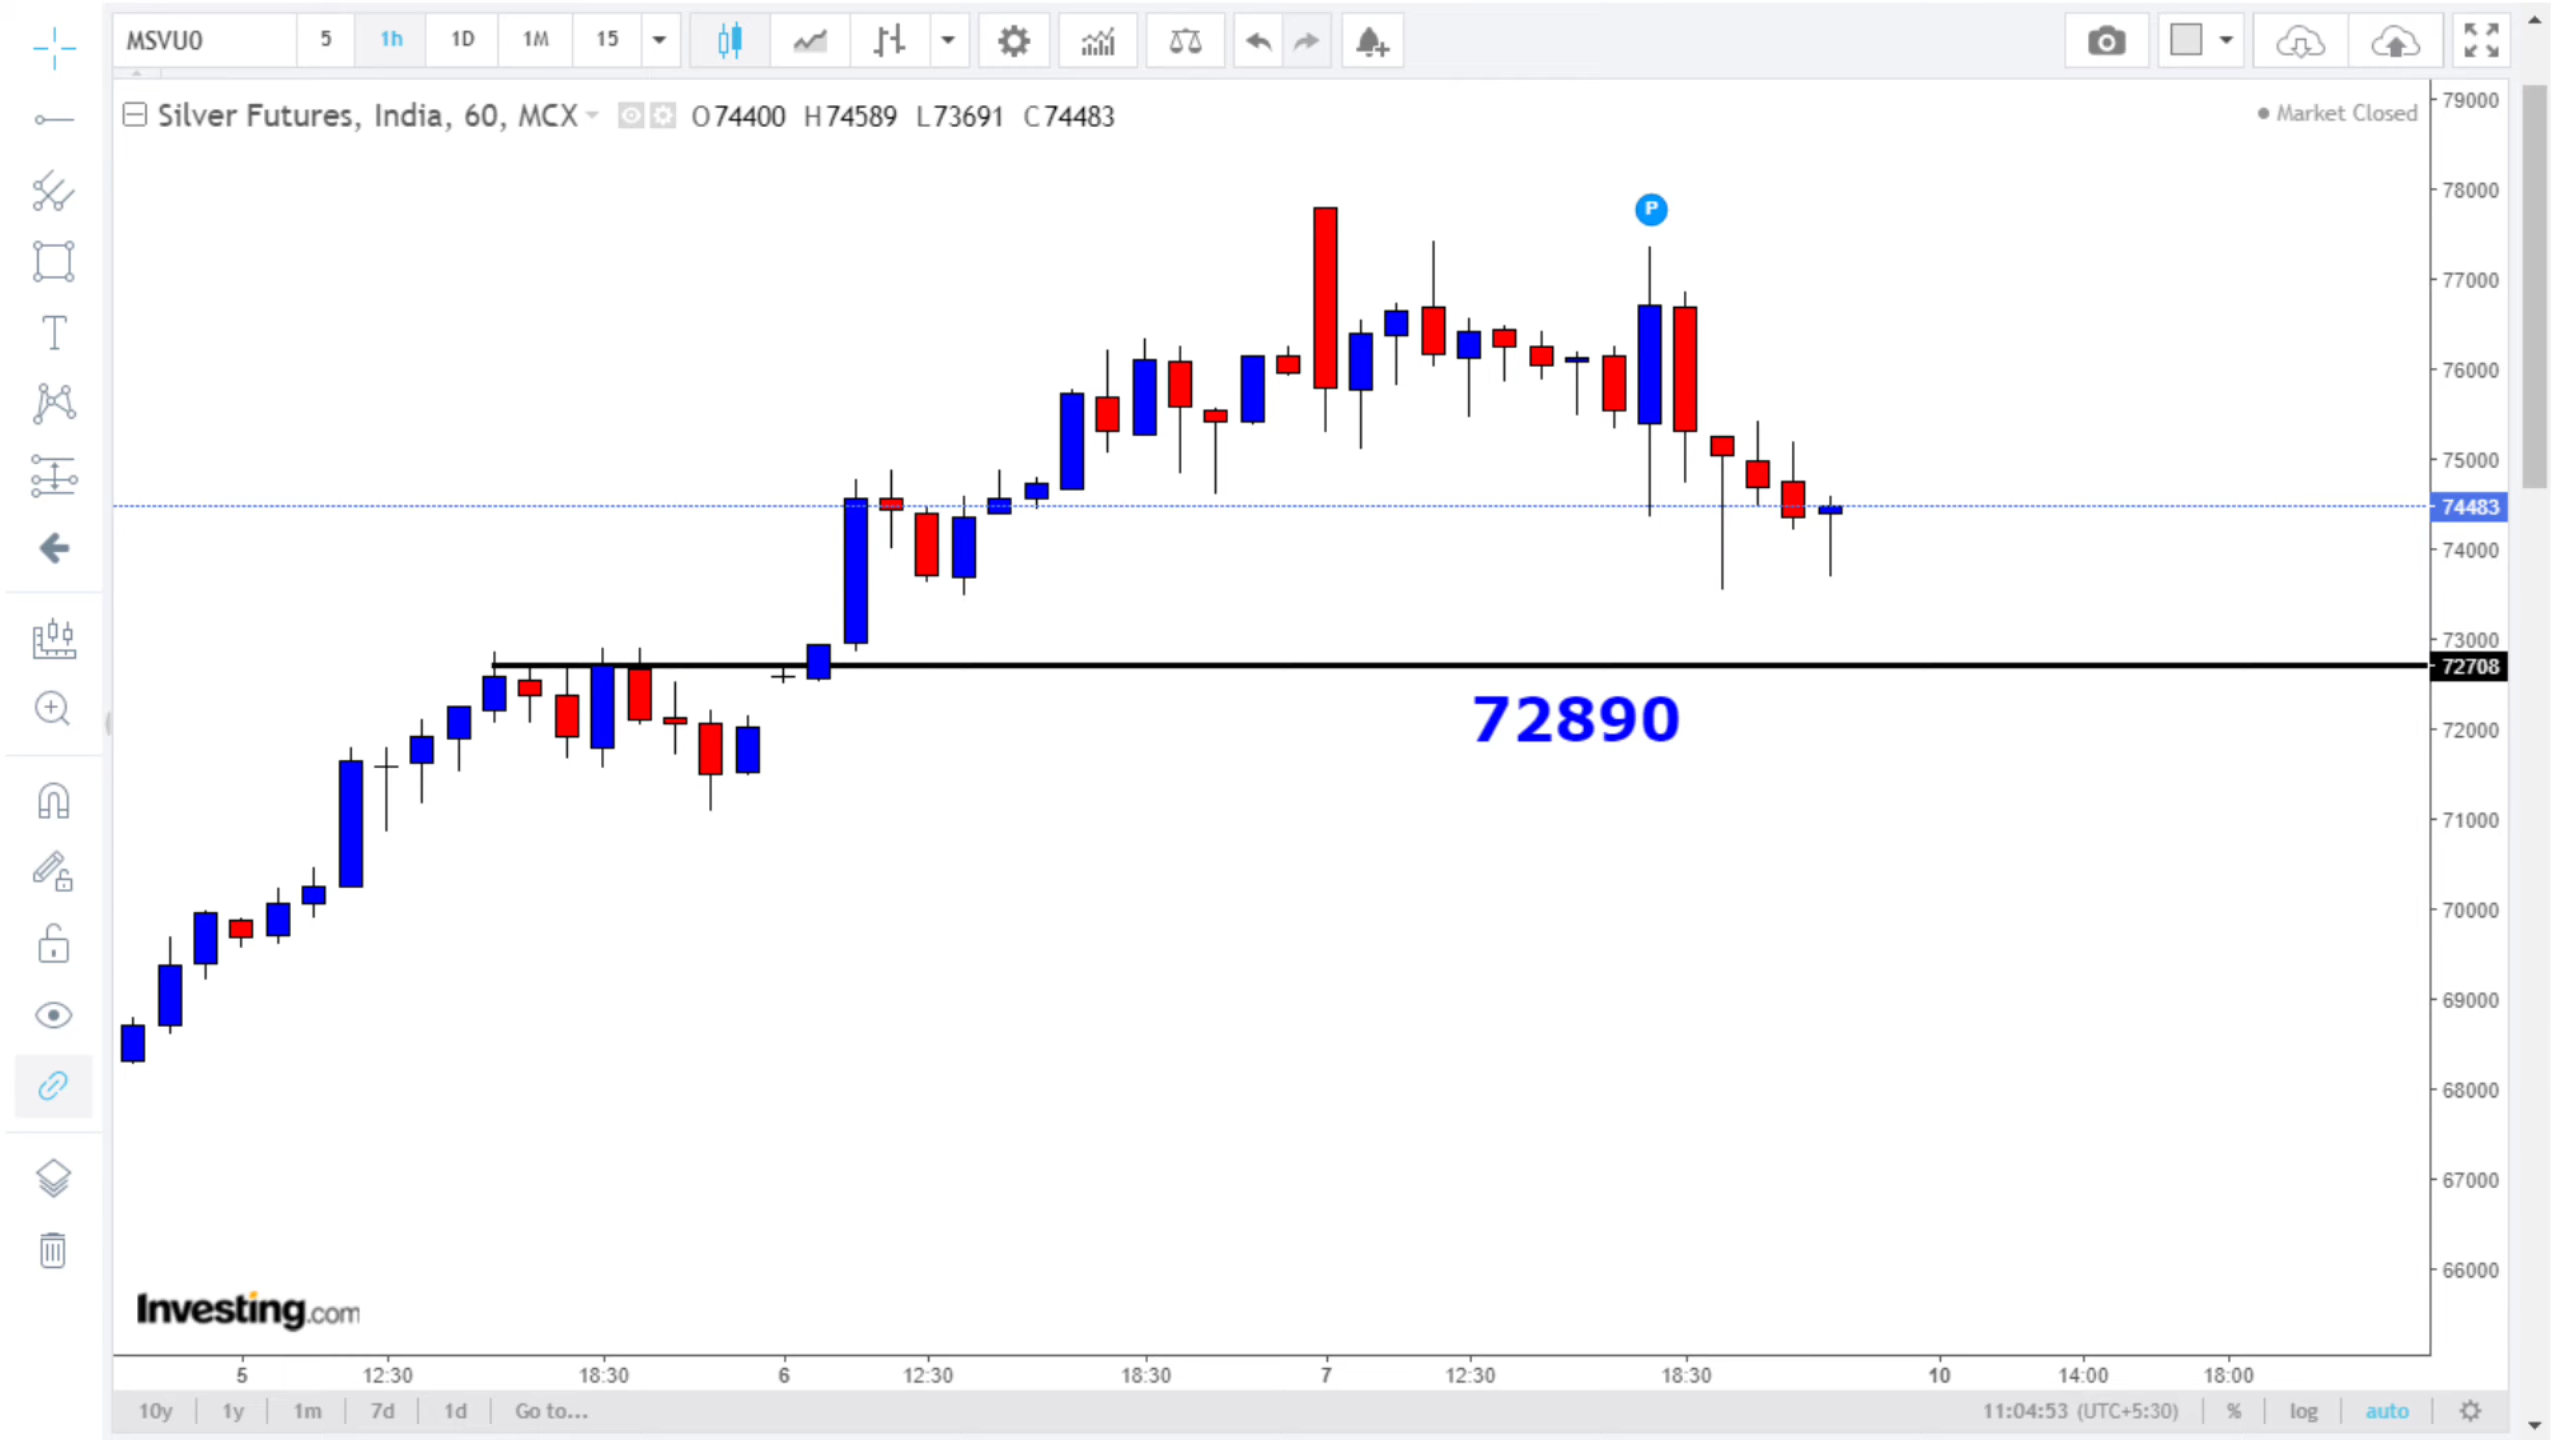 MSVU0 5 1h 1D 1M 15
Silver Futures, India, 60, MCX O74400 H74589 L73691 C74483
Market Closed
79000
P
78000
77000
76000
75000
74483
74000
73000
72708
72890
72000
71000
70000
69000
68000
67000
66000
Investing.com
5 12:30 18:30 6 12:30 18:30 7 12:30 18:30 10 14:00 18:00
10y 1y 1m 7d 1d Go to... 11:04:53 (UTC+5:30) % log auto